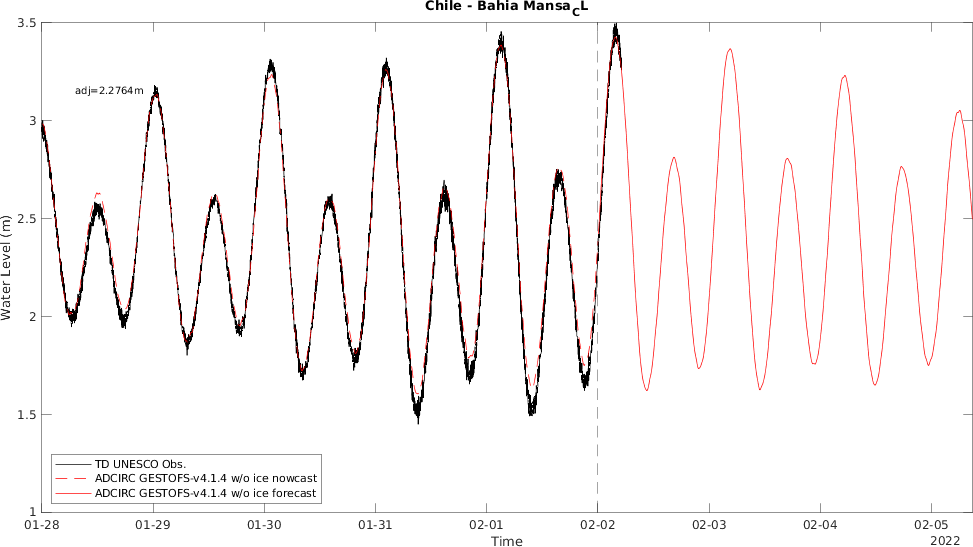 Chile - Bahia Mansa_CL
3.5
adj=2.2764m
3
2.5
Water Level (m)
2
1.5
TD UNESCO Obs.
ADCIRC GESTOFS-v4.1.4 w/o ice nowcast
ADCIRC GESTOFS-v4.1.4 w/o ice forecast
1
01-28 01-29 01-30 01-31 02-01 02-02 02-03 02-04 02-05
Time 2022